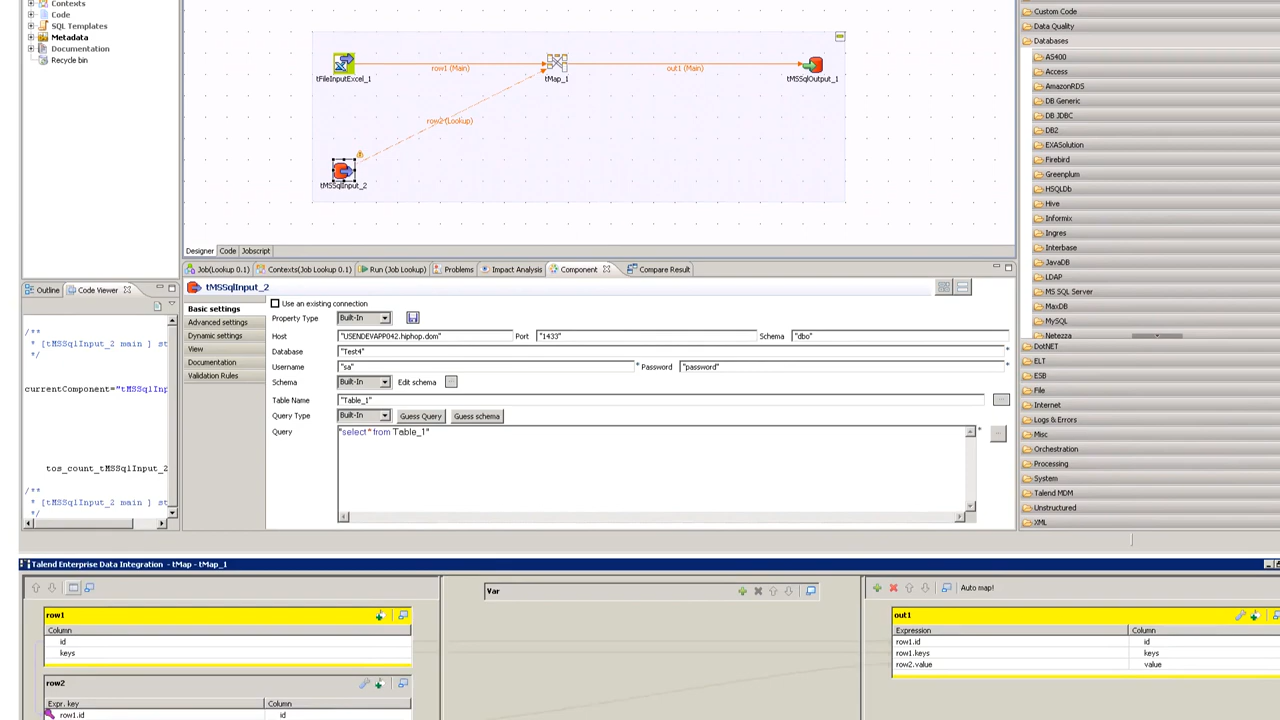 Contexts
Code
SQL Templates
Metadata
Documentation
Recycle bin
tFileInputExcel_1
row1 (Main)
tMap_1
out1 (Main)
tMSSqlOutput_1
row2 (Lookup)
tMSSqlInput_2
Designer
Code
Jobscript
Custom Code
Data Quality
Databases
AS400
Access
AmazonRDS
DB Generic
DB JDBC
DB2
EXASolution
Firebird
Greenplum
HSQLDb
Hive
Informix
Ingres
Interbase
JavaDB
LDAP
MS SQL Server
MaxDB
MySQL
Netezza
DotNET
ELT
ESB
File
Internet
Logs & Errors
Misc
Orchestration
Processing
System
Talend MDM
Unstructured
XML
Outline
Code Viewer
/**
* [tMSSqlInput_2 main ] st
*/
currentComponent="tMSSqlInp
tos_count_tMSSqlInput_2
/**
* [tMSSqlInput_2 main ] st
*/
Job(Lookup 0.1)
Contexts(Job Lookup 0.1)
Run (Job Lookup)
Problems
Impact Analysis
Component
Compare Result
tMSSqlInput_2
Basic settings
Advanced settings
Dynamic settings
View
Documentation
Validation Rules
Use an existing connection
Property Type Built-In
Host "USENDEVAPP042.hiphop.dom" Port "1433" Schema "dbo"
Database "Test4" *
Username "sa" * Password "password"
Schema Built-In Edit schema ...
Table Name "Table_1" ...
Query Type Built-In Guess Query Guess schema
Query "select * from Table_1" * ...
Talend Enterprise Data Integration - tMap - tMap_1
row1
Column
id
keys
row2
Expr. key Column
row1.id id
Var
Auto map!
out1
Expression Column
row1.id id
row1.keys keys
row2.value value